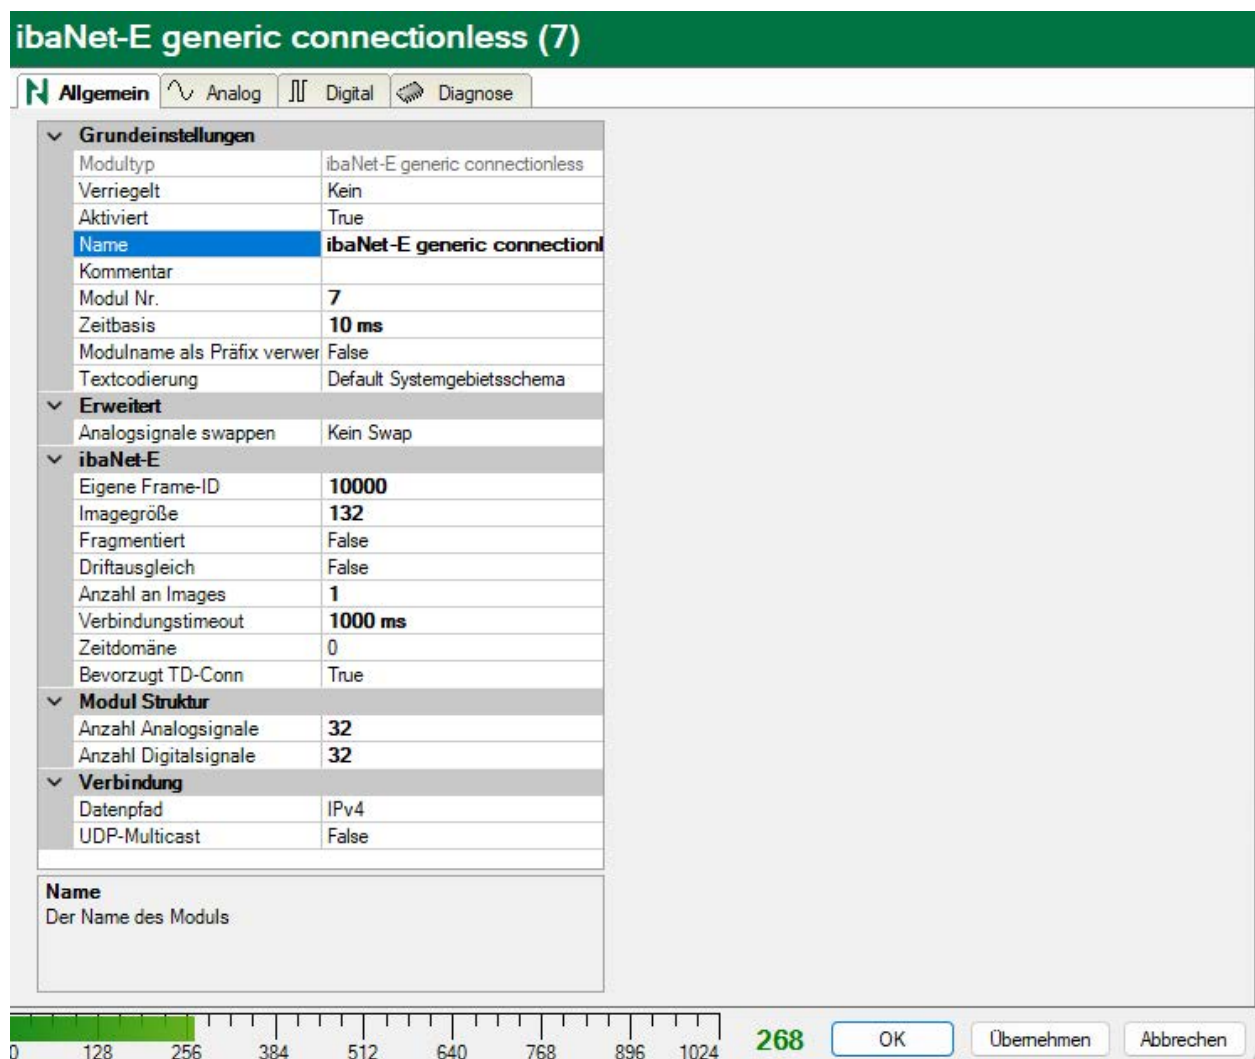 ibaNet-E generic connectionless (7)
Allgemein Analog Digital Diagnose
Grundeinstellungen
Modultyp ibaNet-E generic connectionless
Verriegelt Kein
Aktiviert True
Name ibaNet-E generic connectionl
Kommentar
Modul Nr. 7
Zeitbasis 10 ms
Modulname als Präfix verwer False
Textcodierung Default Systemgebietsschema
Erweitert
Analogsignale swappen Kein Swap
ibaNet-E
Eigene Frame-ID 10000
Imagegröße 132
Fragmentiert False
Driftausgleich False
Anzahl an Images 1
Verbindungstimeout 1000 ms
Zeitdomäne 0
Bevorzugt TD-Conn True
Modul Struktur
Anzahl Analogsignale 32
Anzahl Digitalsignale 32
Verbindung
Datenpfad IPv4
UDP-Multicast False
Name
Der Name des Moduls
0 128 256 384 512 640 768 896 1024 268 OK Übernehmen Abbrechen